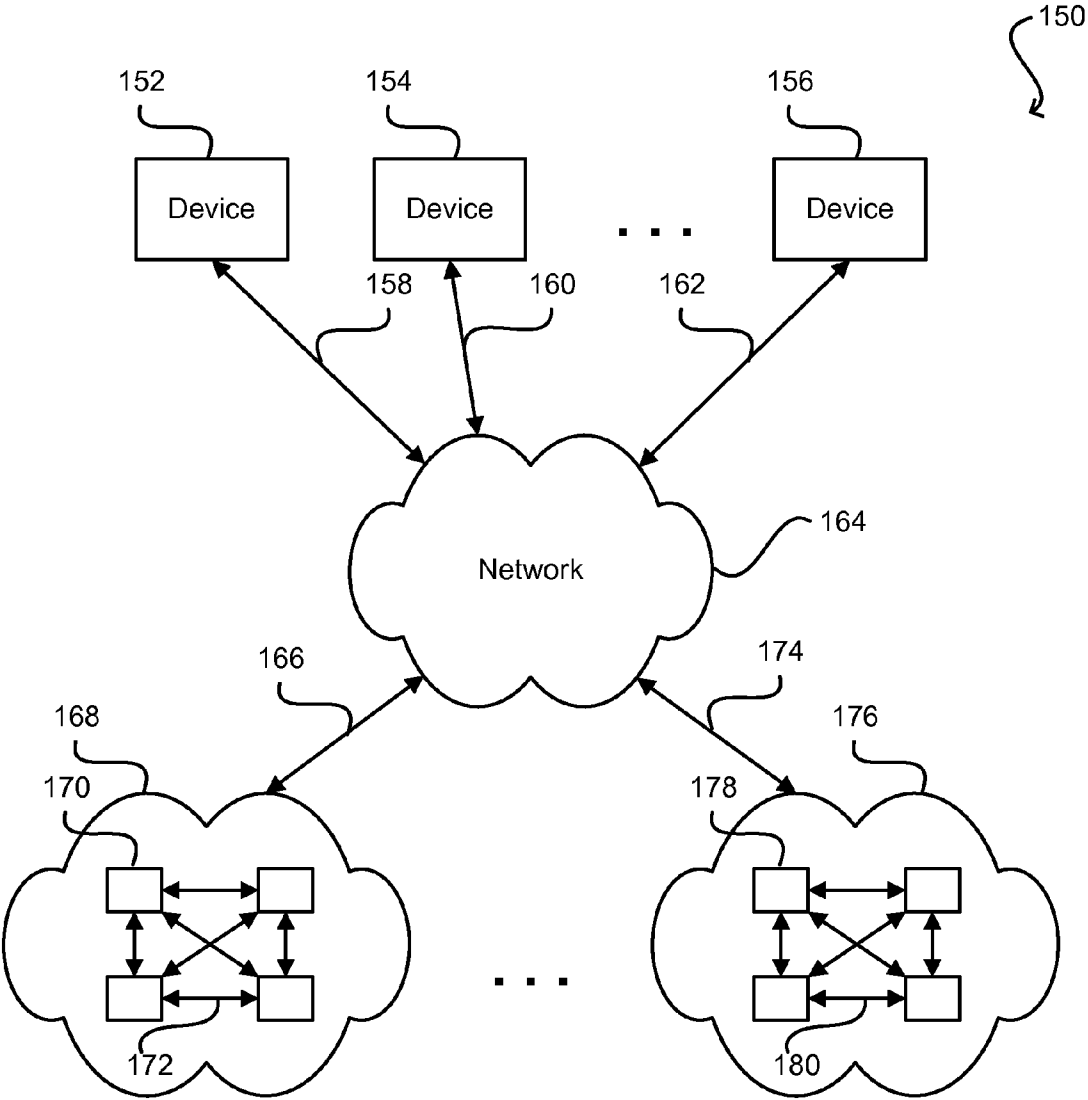 150
152 154 156
Device Device Device
. . .
158 160 162
164
Network
166 174
168 176
170 178
. . .
172 180